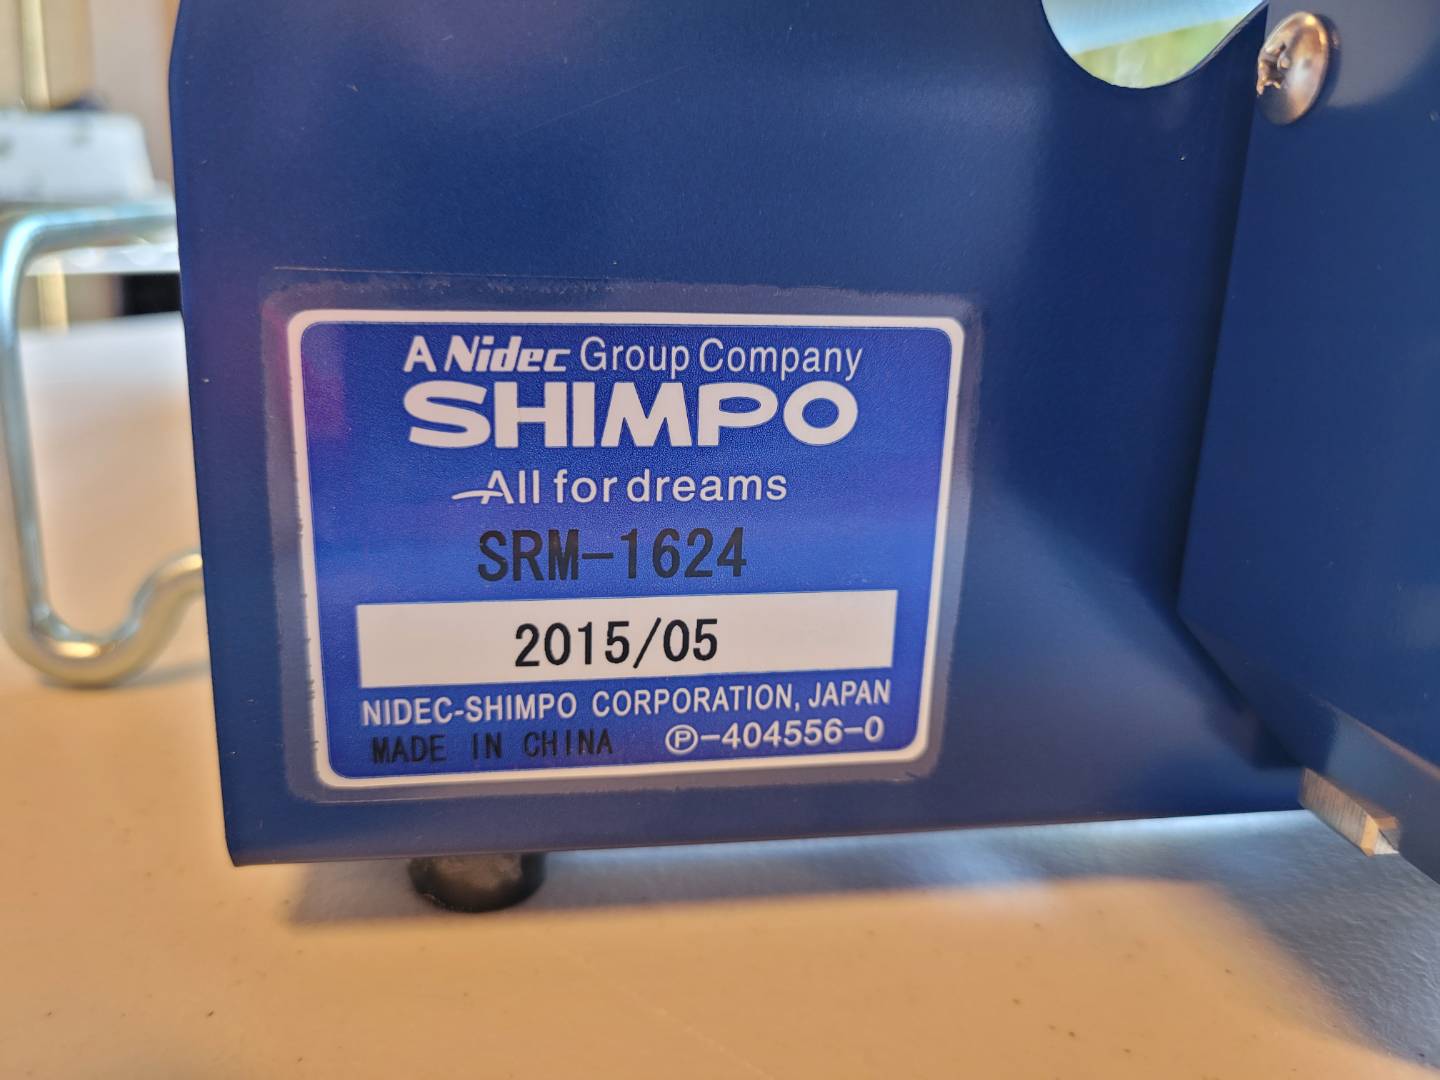 A Nidec Group Company
SHIMPO
All for dreams
SRM-1624
2015/05
NIDEC-SHIMPO CORPORATION, JAPAN
MADE IN CHINA Ⓟ-404556-0